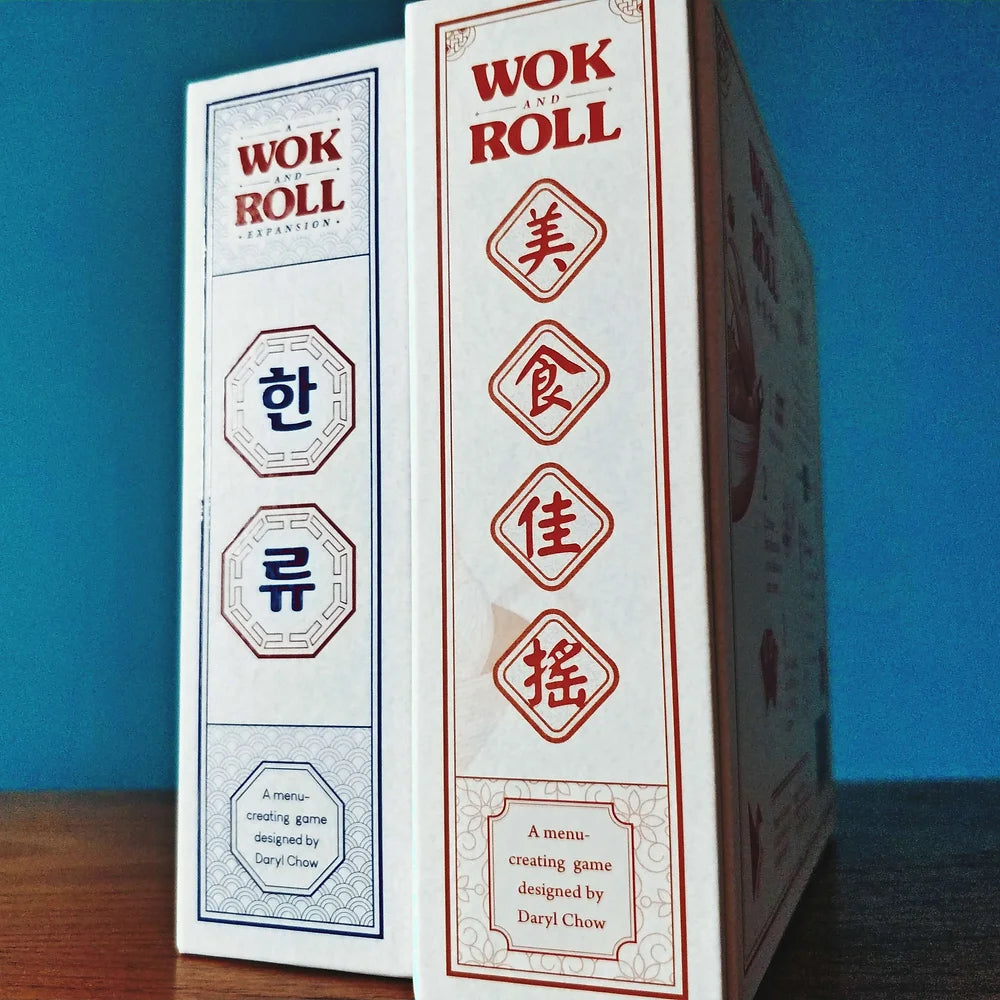 A
WOK
AND
ROLL
• EXPANSION •
한
류
A menu-
creating game
designed by
Daryl Chow
WOK
AND
ROLL
美
食
佳
搖
A menu-
creating game
designed by
Daryl Chow